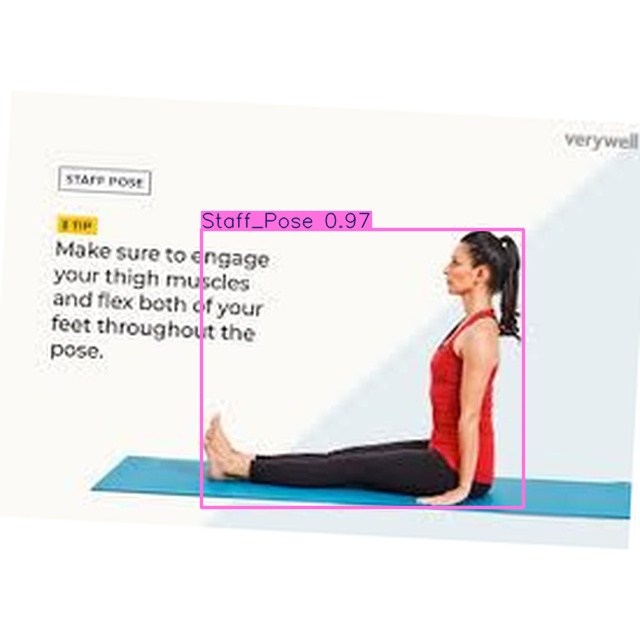 verywell
STAFF POSE
TIP
Staff_Pose 0.97
Make sure to engage
your thigh muscles
and flex both of your
feet throughout the
pose.